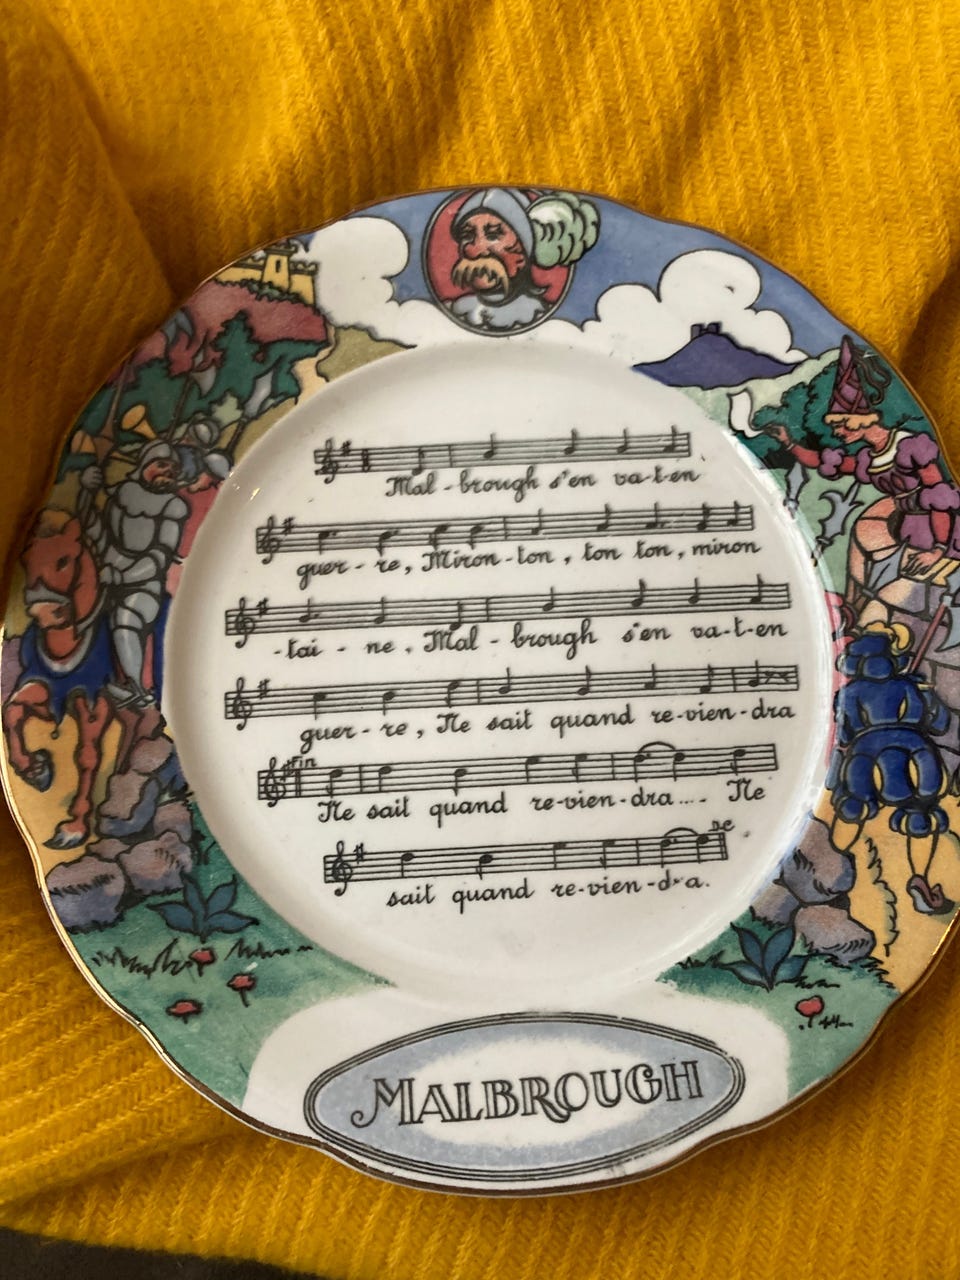 Mal-brough s'en va-t-en
guer-re, Miron-ton, ton ton, miron
-tai-ne, Mal-brough s'en va-t-en
guer-re, Ne sait quand re-vien-dra
Fin
Ne sait quand re-vien-dra.... Ne
D.C.
sait quand re-vien-dra.
MALBROUGH